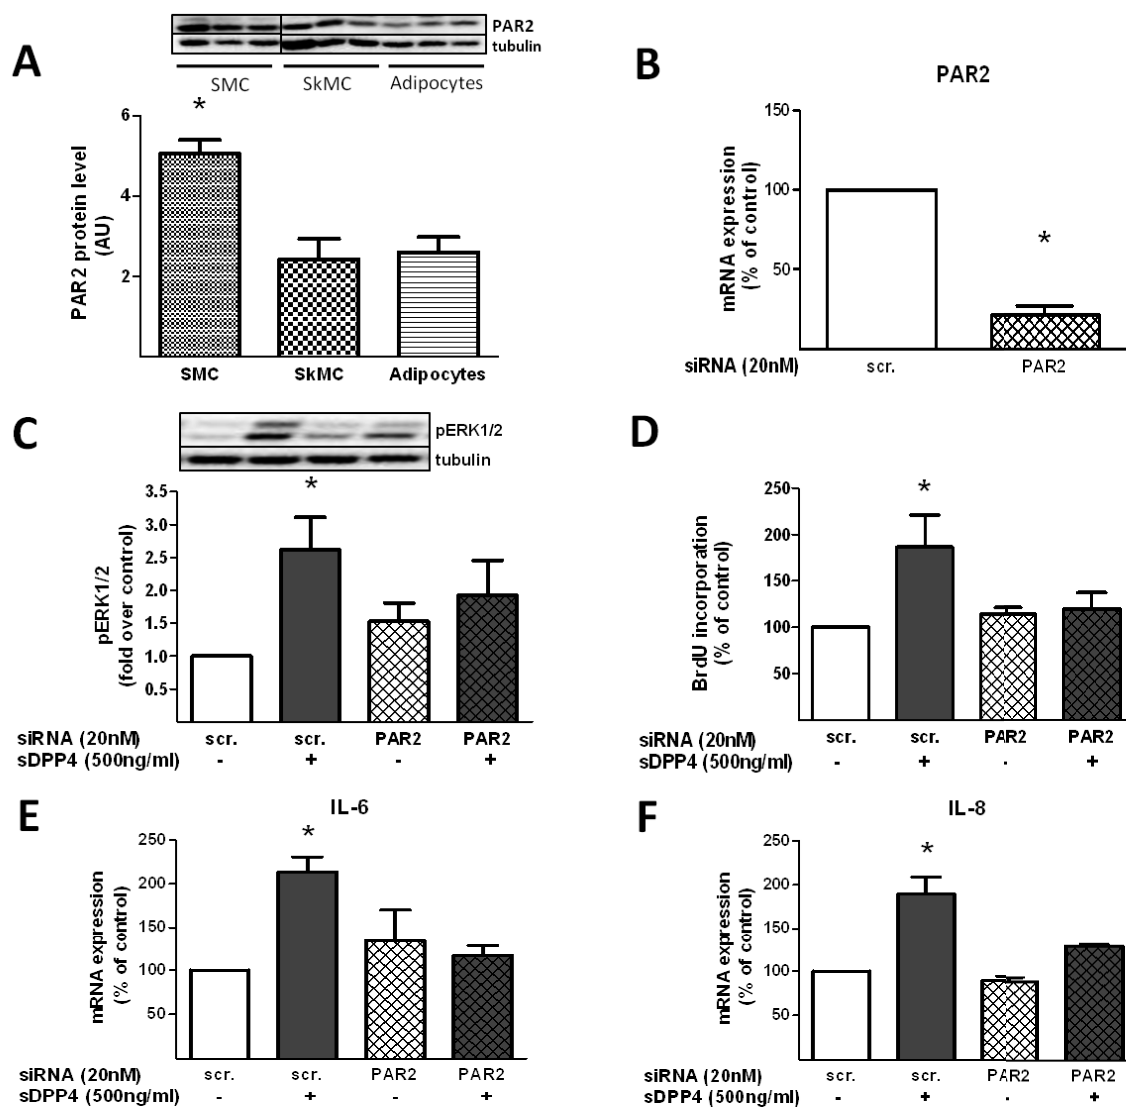 A
PAR2
tubulin
SMC SkMC Adipocytes
*
PAR2 protein level
(AU)
6
4
2
SMC SkMC Adipocytes
B
PAR2
mRNA expression
(% of control)
150
100
50
*
siRNA (20nM) scr. PAR2
C
pERK1/2
tubulin
*
pERK1/2
(fold over control)
3.5
3.0
2.5
2.0
1.5
1.0
0.5
siRNA (20nM) scr. scr. PAR2 PAR2
sDPP4 (500ng/ml) - + - +
D
*
BrdU incorporation
(% of control)
250
200
150
100
50
siRNA (20nM) scr. scr. PAR2 PAR2
sDPP4 (500ng/ml) - + - +
E
IL-6
*
mRNA expression
(% of control)
250
200
150
100
50
siRNA (20nM) scr. scr. PAR2 PAR2
sDPP4 (500ng/ml) - + - +
F
IL-8
*
mRNA expression
(% of control)
250
200
150
100
50
siRNA (20nM) scr. scr. PAR2 PAR2
sDPP4 (500ng/ml) - + - +